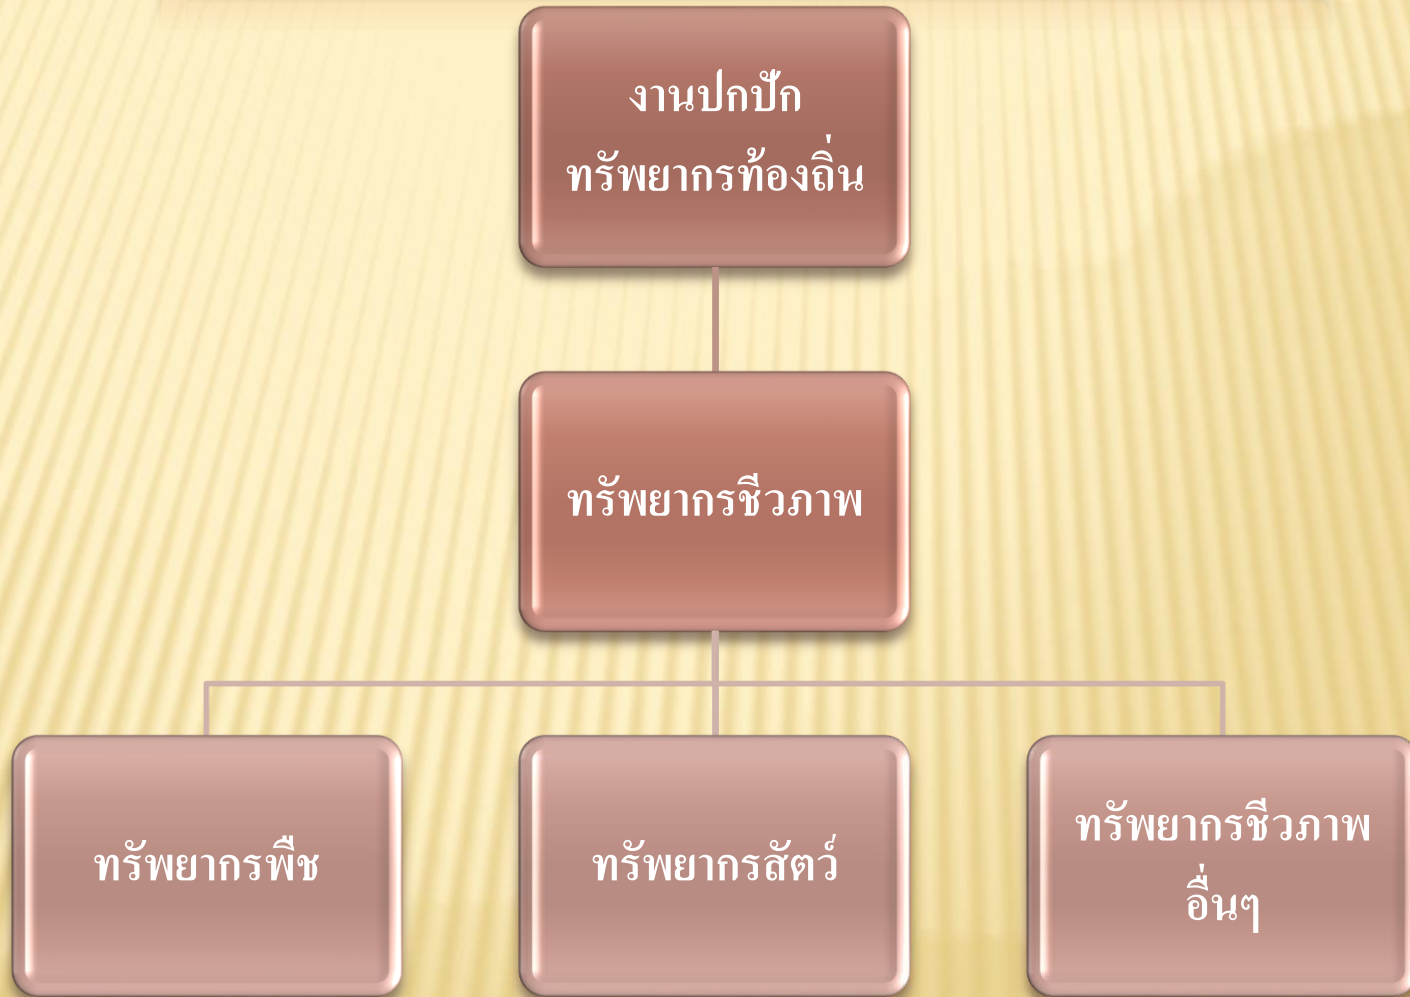 งานปกปัก
ทรัพยากรท้องถิ่น
ทรัพยากรชีวภาพ
ทรัพยากรพืช
ทรัพยากรสัตว์
ทรัพยากรชีวภาพ
อื่นๆ